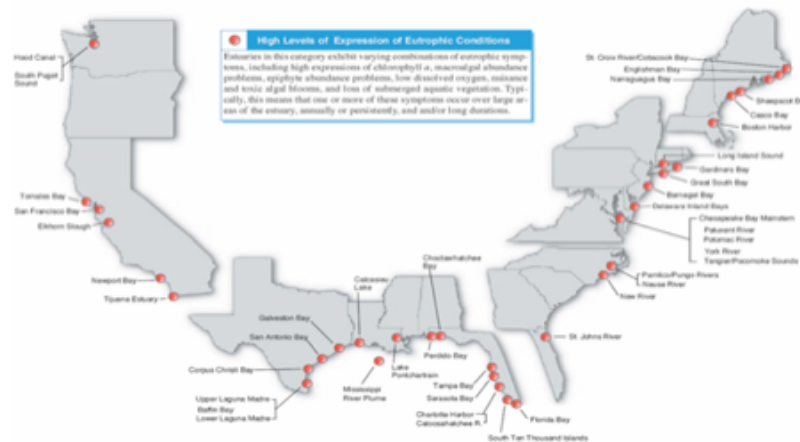 High Levels of Expression of Eutrophic Conditions
Estuaries in this category exhibit varying combinations of eutrophic symp-
toms, including high expressions of chlorophyll a, macroalgal abundance
problems, epiphyte abundance problems, low dissolved oxygen, nuisance
and toxic algal blooms, and loss of submerged aquatic vegetation. Typi-
cally, this means that one or more of these symptoms occur over large ar-
eas of the estuary, annually or persistently, and and/or long durations.
Hood Canal
South Puget
Sound
Tomales Bay
San Francisco Bay
Elkhorn Slough
Newport Bay
Tijuana Estuary
Galveston Bay
San Antonio Bay
Corpus Christi Bay
Upper Laguna Madre
Baffin Bay
Lower Laguna Madre
Calcasieu
Lake
Mississippi
River Plume
Lake
Pontchartrain
Choctawhatchee
Bay
Perdido Bay
Tampa Bay
Sarasota Bay
Charlotte Harbor
Caloosahatchee R.
South Ten Thousand Islands
Florida Bay
St. Johns River
St. Croix River/Cobscook Bay
Englishman Bay
Narraguagus Bay
Sheepscot B
Casco Bay
Boston Harbor
Long Island Sound
Gardiners Bay
Great South Bay
Barnegat Bay
Delaware Inland Bays
Chesapeake Bay Mainstem
Patuxent River
Potomac River
York River
Tangier/Pocomoke Sounds
Pamlico/Pungo Rivers
Neuse River
New River